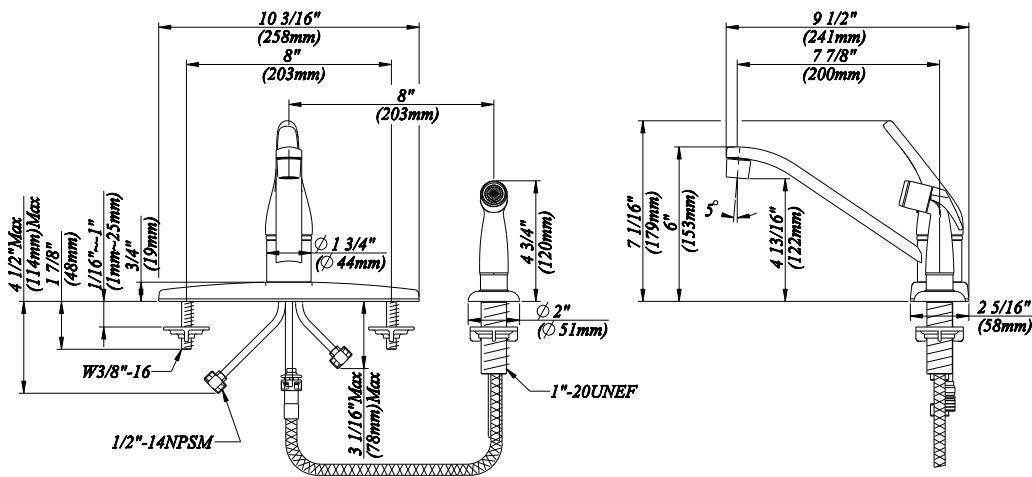 10 3/16"
(258mm)
8"
(203mm)
8"
(203mm)
9 1/2"
(241mm)
7 7/8"
(200mm)
4 1/2"Max
(114mm)Max
1 7/8"
(48mm)
1/16"~1"
(1mm~25mm)
3/4"
(19mm)
Ø 1 3/4"
(Ø 44mm)
4 3/4"
(120mm)
7 1/16"
(179mm)
6"
(153mm)
5°
4 13/16"
(122mm)
Ø 2"
(Ø 51mm)
2 5/16"
(58mm)
W3/8"-16
1/2"-14NPSM
3 1/16"Max
(78mm)Max
1"-20UNEF